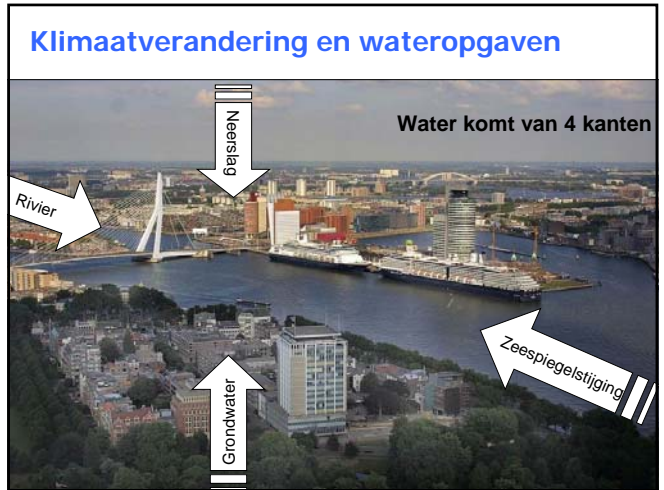 Klimaatverandering en wateropgaven
Neerslag
Water komt van 4 kanten
Rivier
Zeespiegelstijging
Grondwater